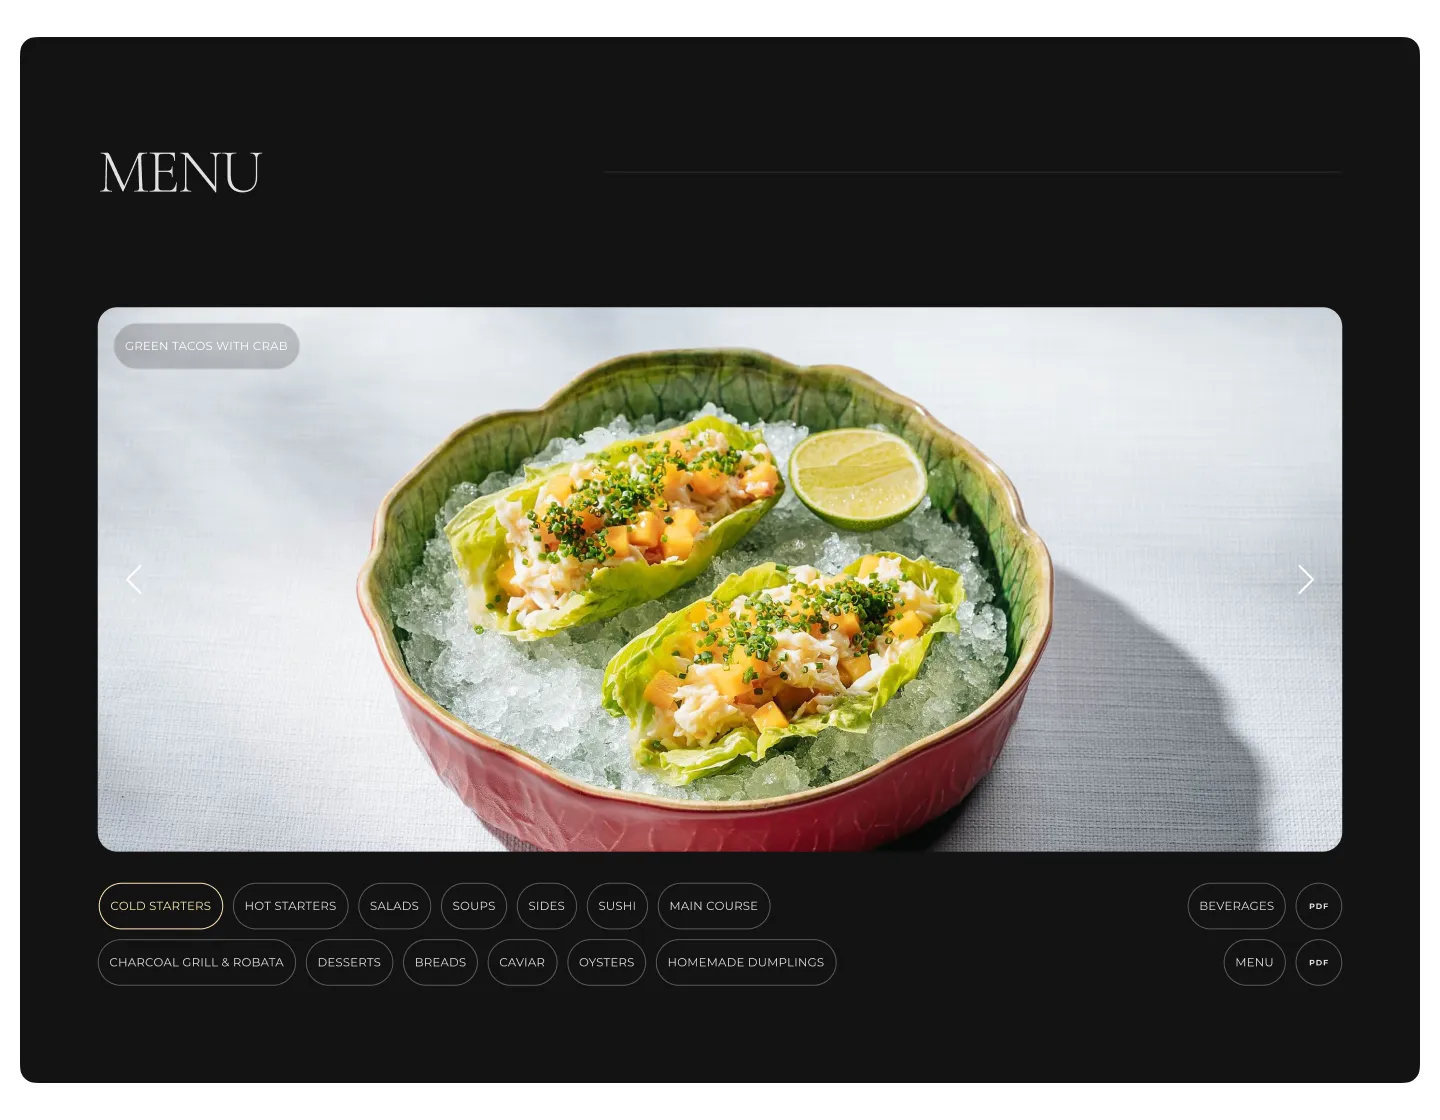 MENU
GREEN TACOS WITH CRAB
COLD STARTERS HOT STARTERS SALADS SOUPS SIDES SUSHI MAIN COURSE BEVERAGES PDF
CHARCOAL GRILL & ROBATA DESSERTS BREADS CAVIAR OYSTERS HOMEMADE DUMPLINGS MENU PDF